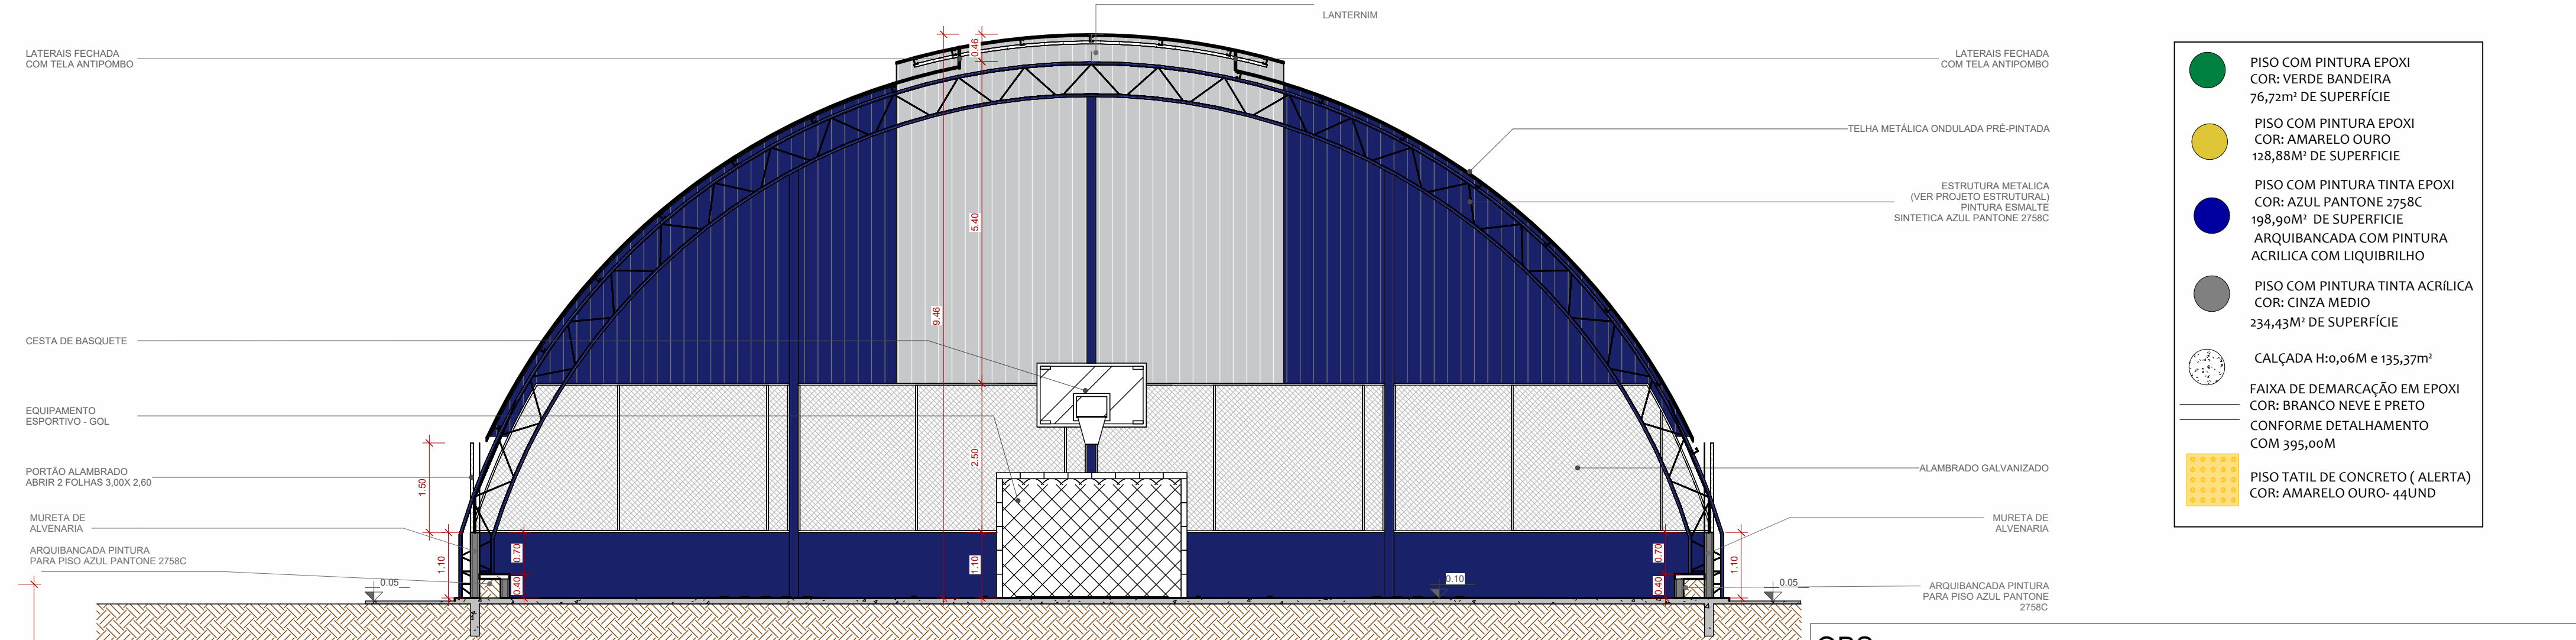 LANTERNIM
LATERAIS FECHADA
COM TELA ANTIPOMBO
CESTA DE BASQUETE
EQUIPAMENTO
ESPORTIVO - GOL
PORTÃO ALAMBRADO
ABRIR 2 FOLHAS 3,00X 2,60
MURETA DE
ALVENARIA
ARQUIBANCADA PINTURA
PARA PISO AZUL PANTONE 2758C
0.05
1.50
1.10
0.70
0.40
9.46
0.46
5.40
2.50
1.10
0.10
0.70
0.40
1.10
0.05
LATERAIS FECHADA
COM TELA ANTIPOMBO
TELHA METÁLICA ONDULADA PRÉ-PINTADA
ESTRUTURA METALICA
(VER PROJETO ESTRUTURAL)
PINTURA ESMALTE
SINTETICA AZUL PANTONE 2758C
ALAMBRADO GALVANIZADO
MURETA DE
ALVENARIA
ARQUIBANCADA PINTURA
PARA PISO AZUL PANTONE
2758C
PISO COM PINTURA EPOXI
COR: VERDE BANDEIRA
76,72m² DE SUPERFÍCIE
PISO COM PINTURA EPOXI
COR: AMARELO OURO
128,88M² DE SUPERFICIE
PISO COM PINTURA TINTA EPOXI
COR: AZUL PANTONE 2758C
198,90M² DE SUPERFICIE
ARQUIBANCADA COM PINTURA
ACRILICA COM LIQUIBRILHO
PISO COM PINTURA TINTA ACRÍLICA
COR: CINZA MEDIO
234,43M² DE SUPERFÍCIE
CALÇADA H:0,06M e 135,37m²
FAIXA DE DEMARCAÇÃO EM EPOXI
COR: BRANCO NEVE E PRETO
CONFORME DETALHAMENTO
COM 395,00M
PISO TATIL DE CONCRETO ( ALERTA)
COR: AMARELO OURO- 44UND